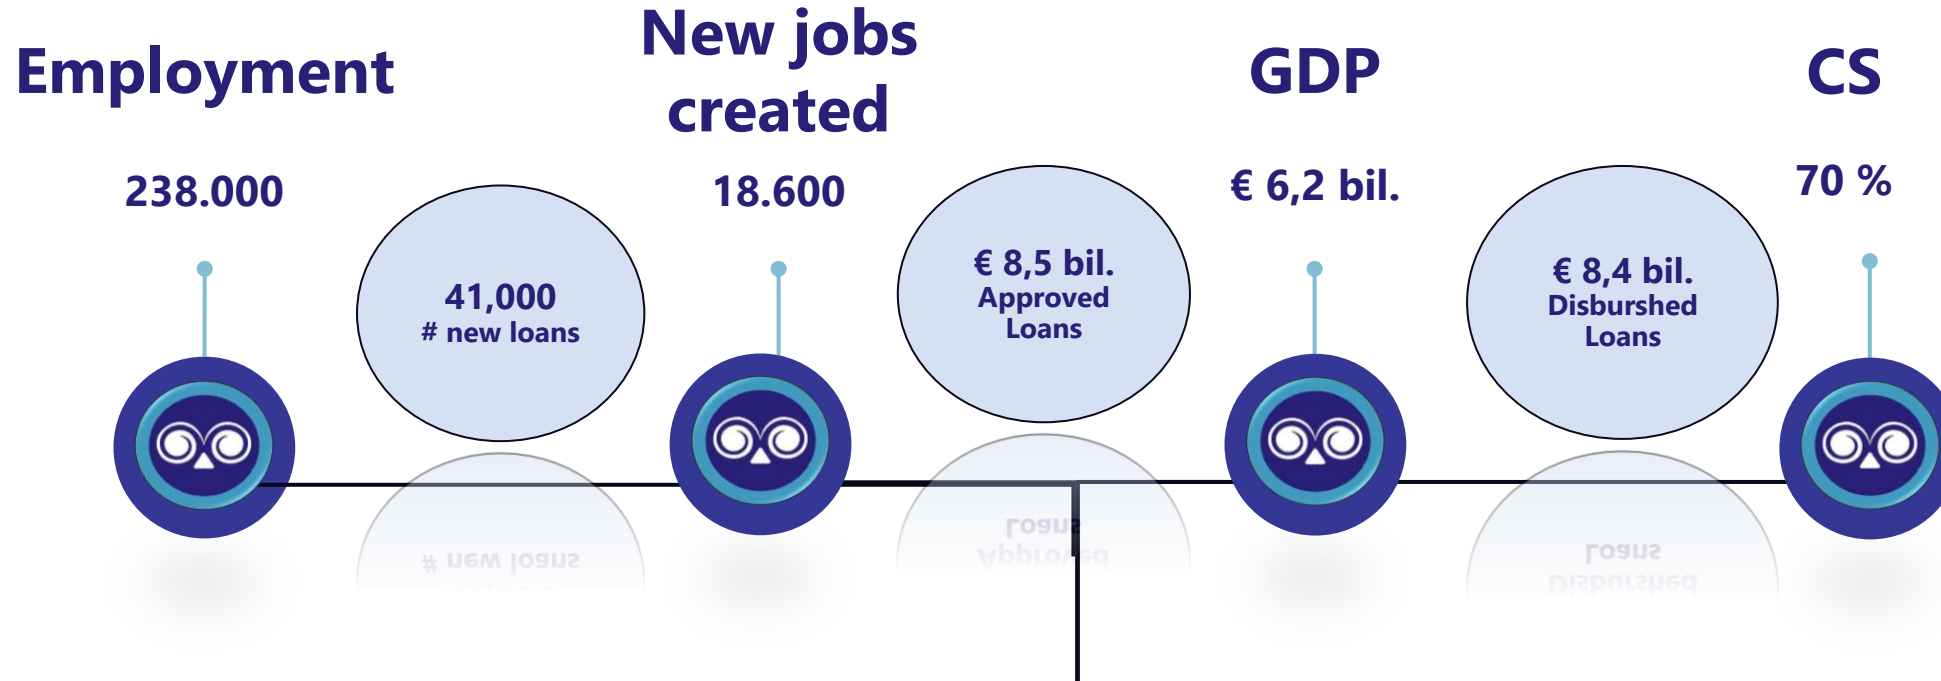 Employment
238.000
41,000
# new loans
New jobs
created
18.600
€ 8,5 bil.
Approved
Loans
GDP
€ 6,2 bil.
€ 8,4 bil.
Disburshed
Loans
CS
70 %